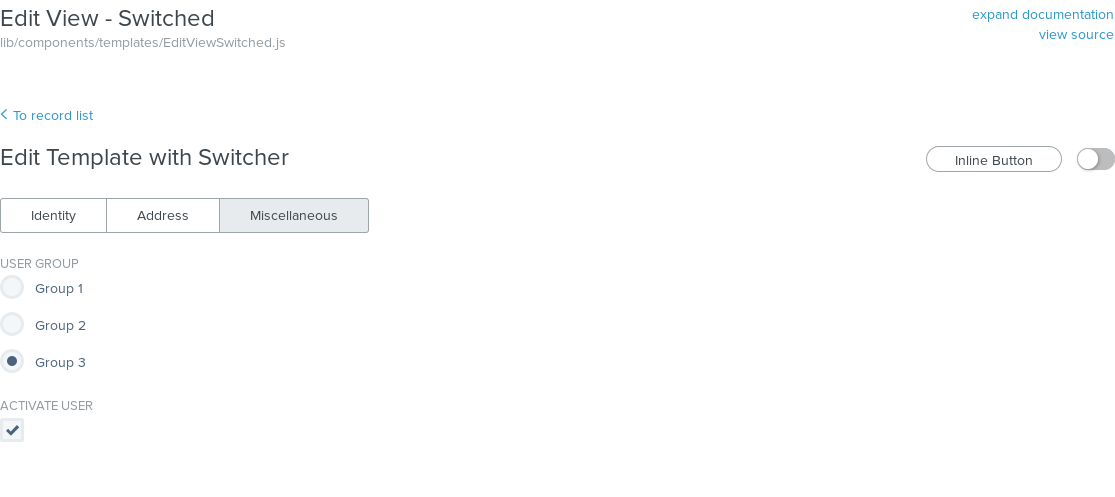 Edit View - Switched
expand documentation
lib/components/templates/EditViewSwitched.js
view source
To record list
Edit Template with Switcher
Inline Button
Identity
Address
Miscellaneous
USER GROUP
Group 1
Group 2
Group 3
ACTIVATE USER